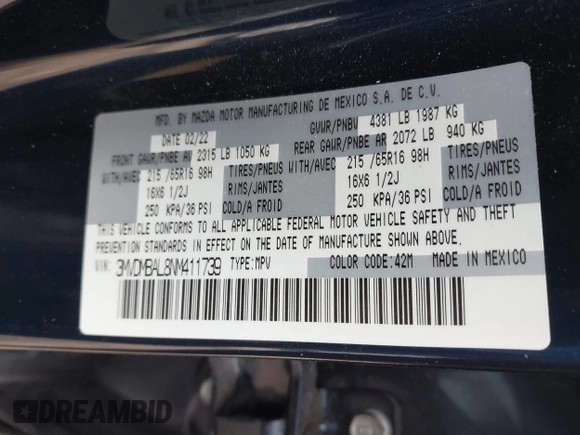 MFD. BY MAZDA MOTOR MANUFACTURING DE MEXICO S.A. DE C.V.
DATE 02/22 GVWR/PNBV 4381 LB 1987 KG
FRONT GAWR/PNBE AV 2315 LB 1050 KG REAR GAWR/PNBE AR 2072 LB 940 KG
WITH/AVEC 215/65R16 98H TIRES/PNEUS WITH/AVEC 215/65R16 98H TIRES/PNEUS
16X6 1/2J RIMS/JANTES 16X6 1/2J RIMS/JANTES
250 KPA/36 PSI COLD/A FROID 250 KPA/36 PSI COLD/A FROID
THIS VEHICLE CONFORMS TO ALL APPLICABLE FEDERAL MOTOR VEHICLE SAFETY AND THEFT
PREVENTION STANDARDS IN EFFECT ON THE DATE OF MANUFACTURE SHOWN ABOVE.
VIN: 3MVDMBAL8NM411739 TYPE:MPV COLOR CODE:42M MADE IN MEXICO
DREAMBID